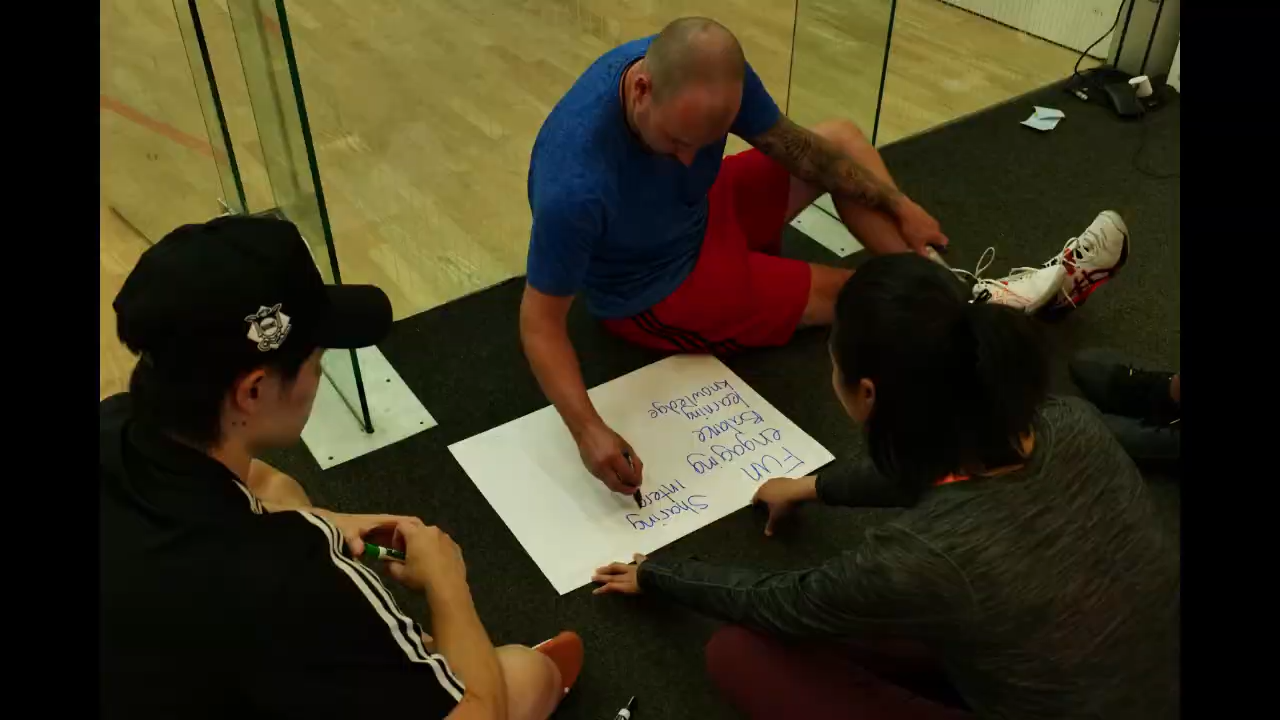 Fun
engaging
Balance
learning
knowledge
Sharing